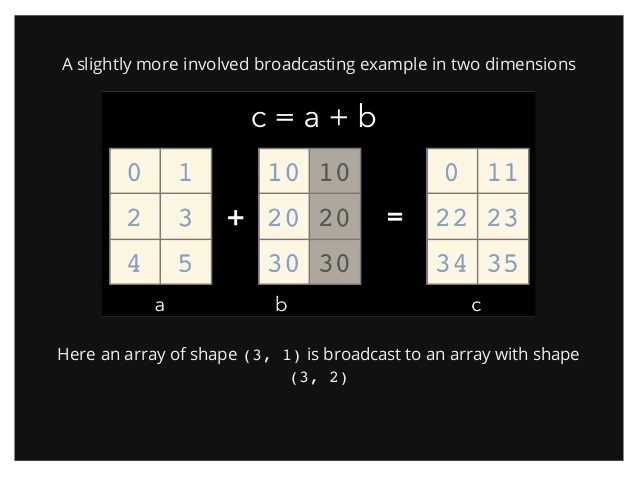 A slightly more involved broadcasting example in two dimensions
c = a + b
0 1 10 10 0 11
2 3 + 20 20 = 22 23
4 5 30 30 34 35
a b c
Here an array of shape (3, 1) is broadcast to an array with shape
(3, 2)